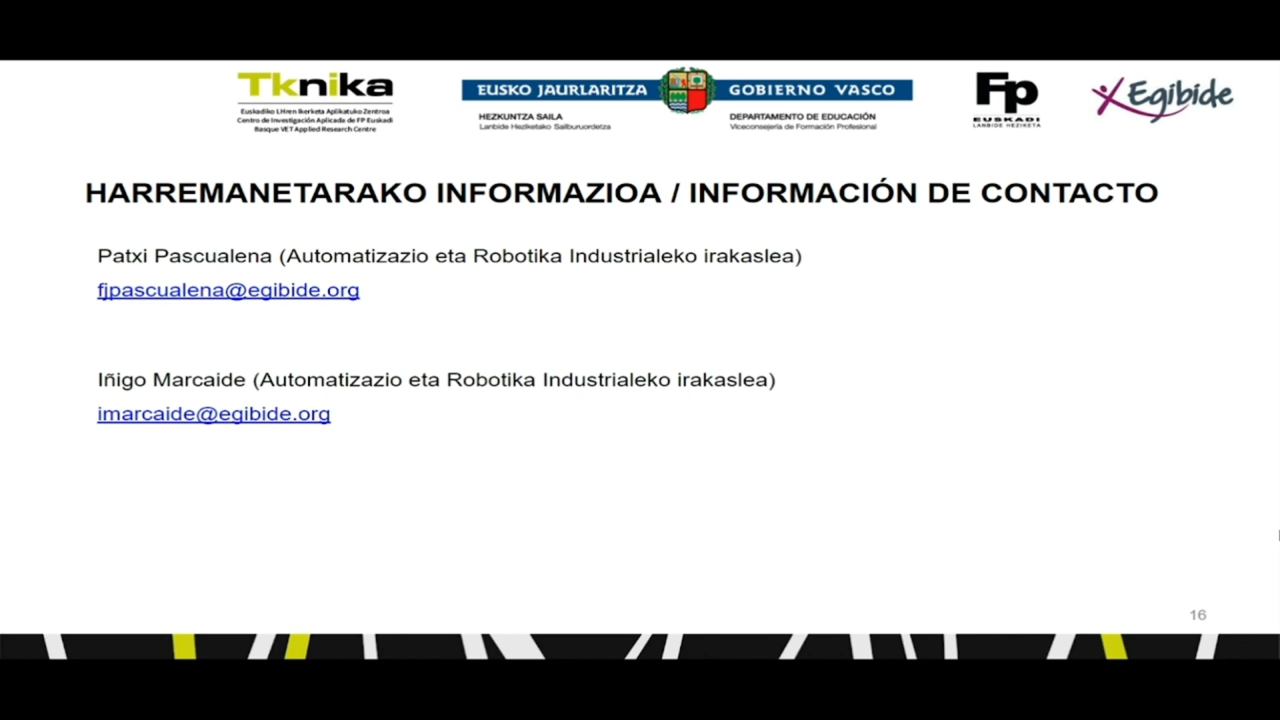 Tknika
Euskadiko LHren Ikerketa Aplikatuko Zentroa
Centro de Investigación Aplicada de FP Euskadi
Basque VET Applied Research Centre
EUSKO JAURLARITZA
GOBIERNO VASCO
HEZKUNTZA SAILA
Lanbide Heziketako Sailburuordetza
DEPARTAMENTO DE EDUCACIÓN
Viceconsejería de Formación Profesional
Fp
EUSKADI
LANBIDE HEZIKETA
Egibide
HARREMANETARAKO INFORMAZIOA / INFORMACIÓN DE CONTACTO
Patxi Pascualena (Automatizazio eta Robotika Industrialeko irakaslea)
fjpascualena@egibide.org
Iñigo Marcaide (Automatizazio eta Robotika Industrialeko irakaslea)
imarcaide@egibide.org
16